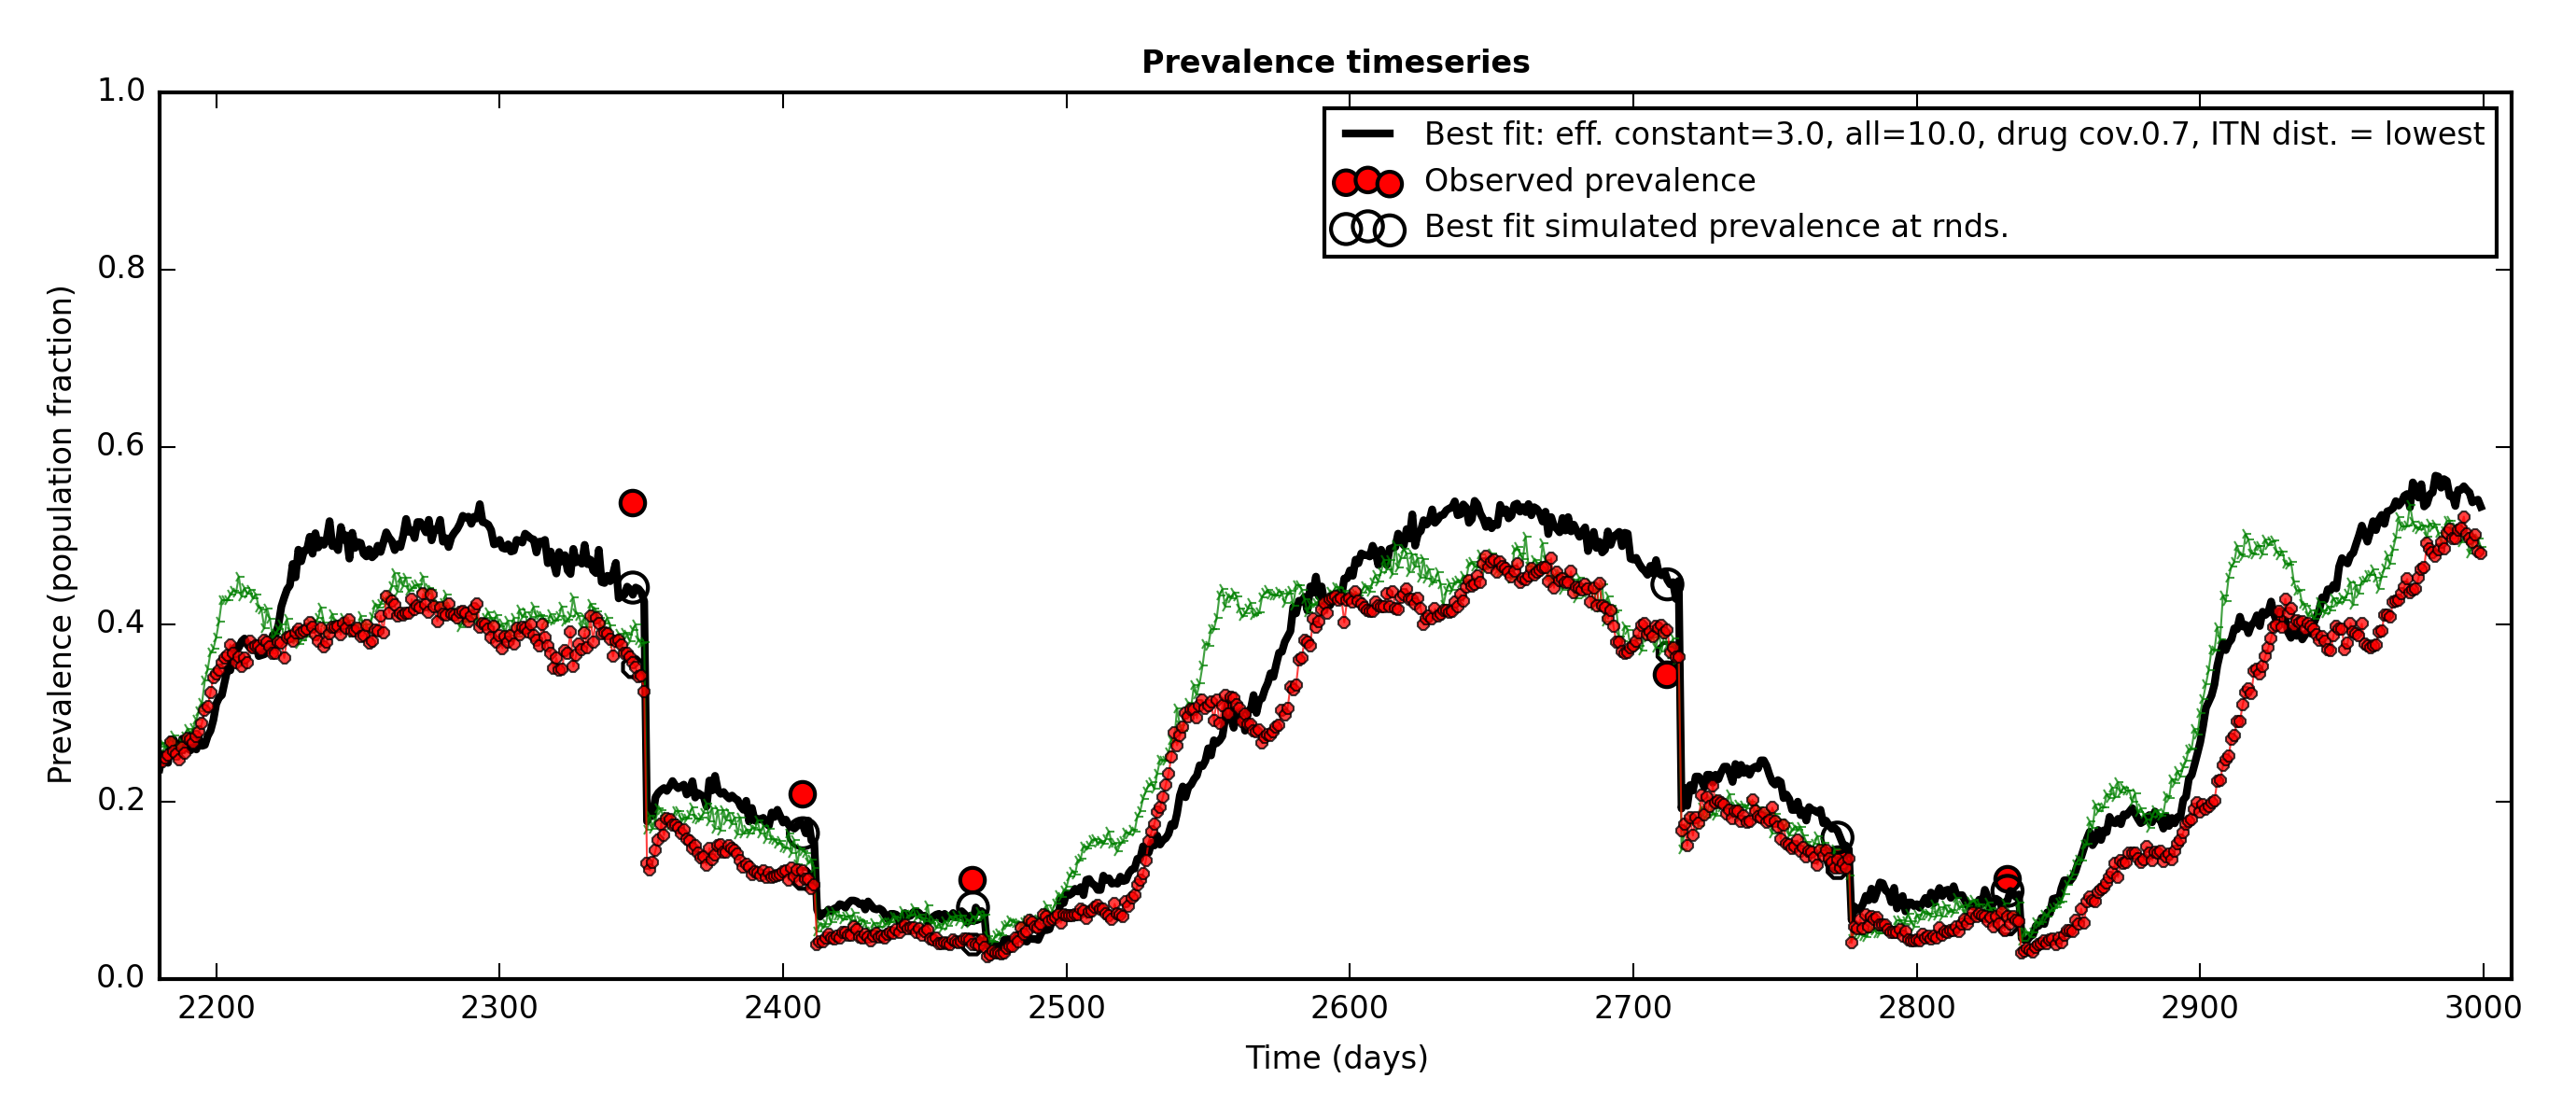 Prevalence timeseries
1.0
0.8
0.6
0.4
0.2
0.0
Prevalence (population fraction)
Best fit: eff. constant=3.0, all=10.0, drug cov.0.7, ITN dist. = lowest
Observed prevalence
Best fit simulated prevalence at rnds.
2200 2300 2400 2500 2600 2700 2800 2900 3000
Time (days)